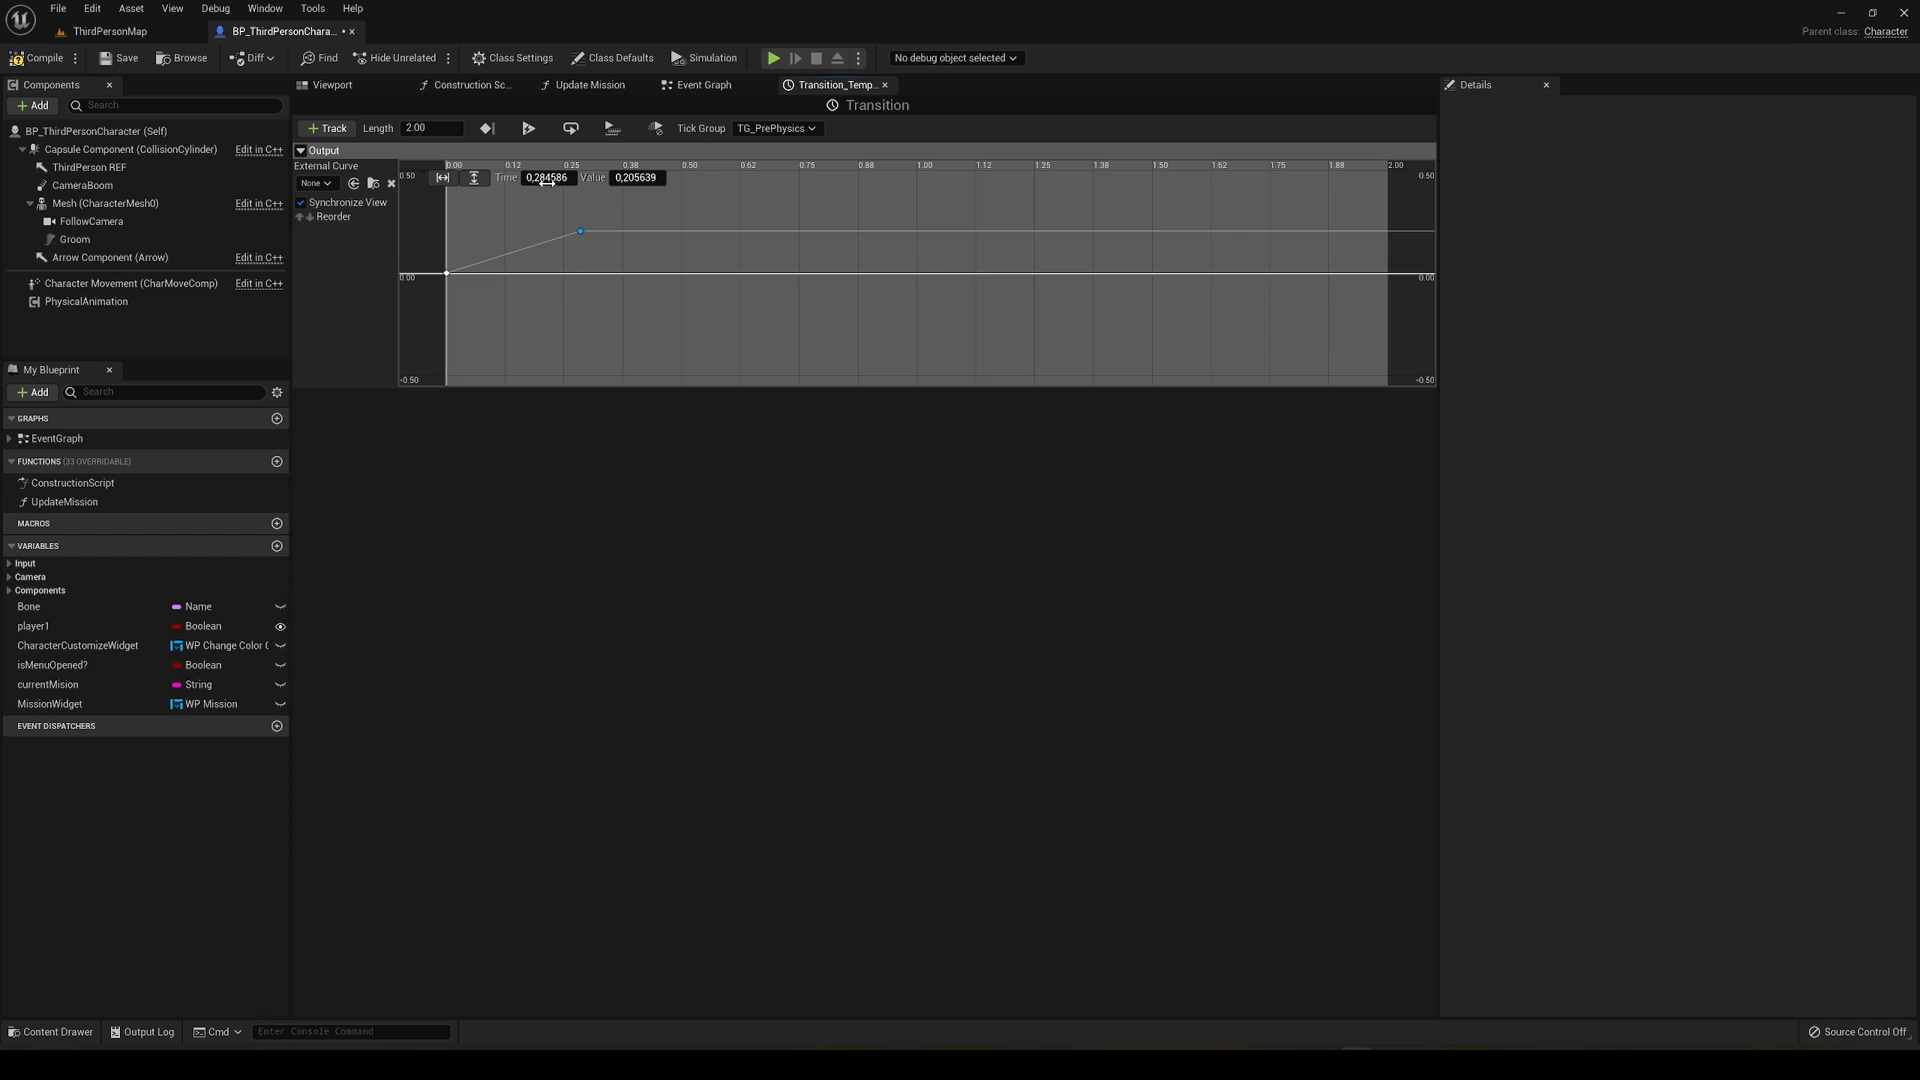 File Edit Asset View Debug Window Tools Help
ThirdPersonMap BP_ThirdPersonChara... • ×
Parent class: Character
Compile Save Browse Diff Find Hide Unrelated Class Settings Class Defaults Simulation No debug object selected
Components Viewport Construction Sc... Update Mission Event Graph Transition_Temp... Details
+ Add Search Transition
+ Track Length 2.00 Tick Group TG_PrePhysics
BP_ThirdPersonCharacter (Self)
Capsule Component (CollisionCylinder) Edit in C++
ThirdPerson REF
CameraBoom
Mesh (CharacterMesh0) Edit in C++
FollowCamera
Groom
Arrow Component (Arrow) Edit in C++
Character Movement (CharMoveComp) Edit in C++
PhysicalAnimation
Output
External Curve
None
Synchronize View
Reorder
0.00 0.12 0.25 0.38 0.50 0.62 0.75 0.88 1.00 1.12 1.25 1.38 1.50 1.62 1.75 1.88 2.00
0.50 Time 0,284586 Value 0,205639 0.50
0.00 0.00
-0.50 -0.50
My Blueprint
+ Add Search
GRAPHS
EventGraph
FUNCTIONS (33 OVERRIDABLE)
ConstructionScript
UpdateMission
MACROS
VARIABLES
Input
Camera
Components
Bone Name
player1 Boolean
CharacterCustomizeWidget WP Change Color C
isMenuOpened? Boolean
currentMision String
MissionWidget WP Mission
EVENT DISPATCHERS
Content Drawer Output Log Cmd Enter Console Command Source Control Off